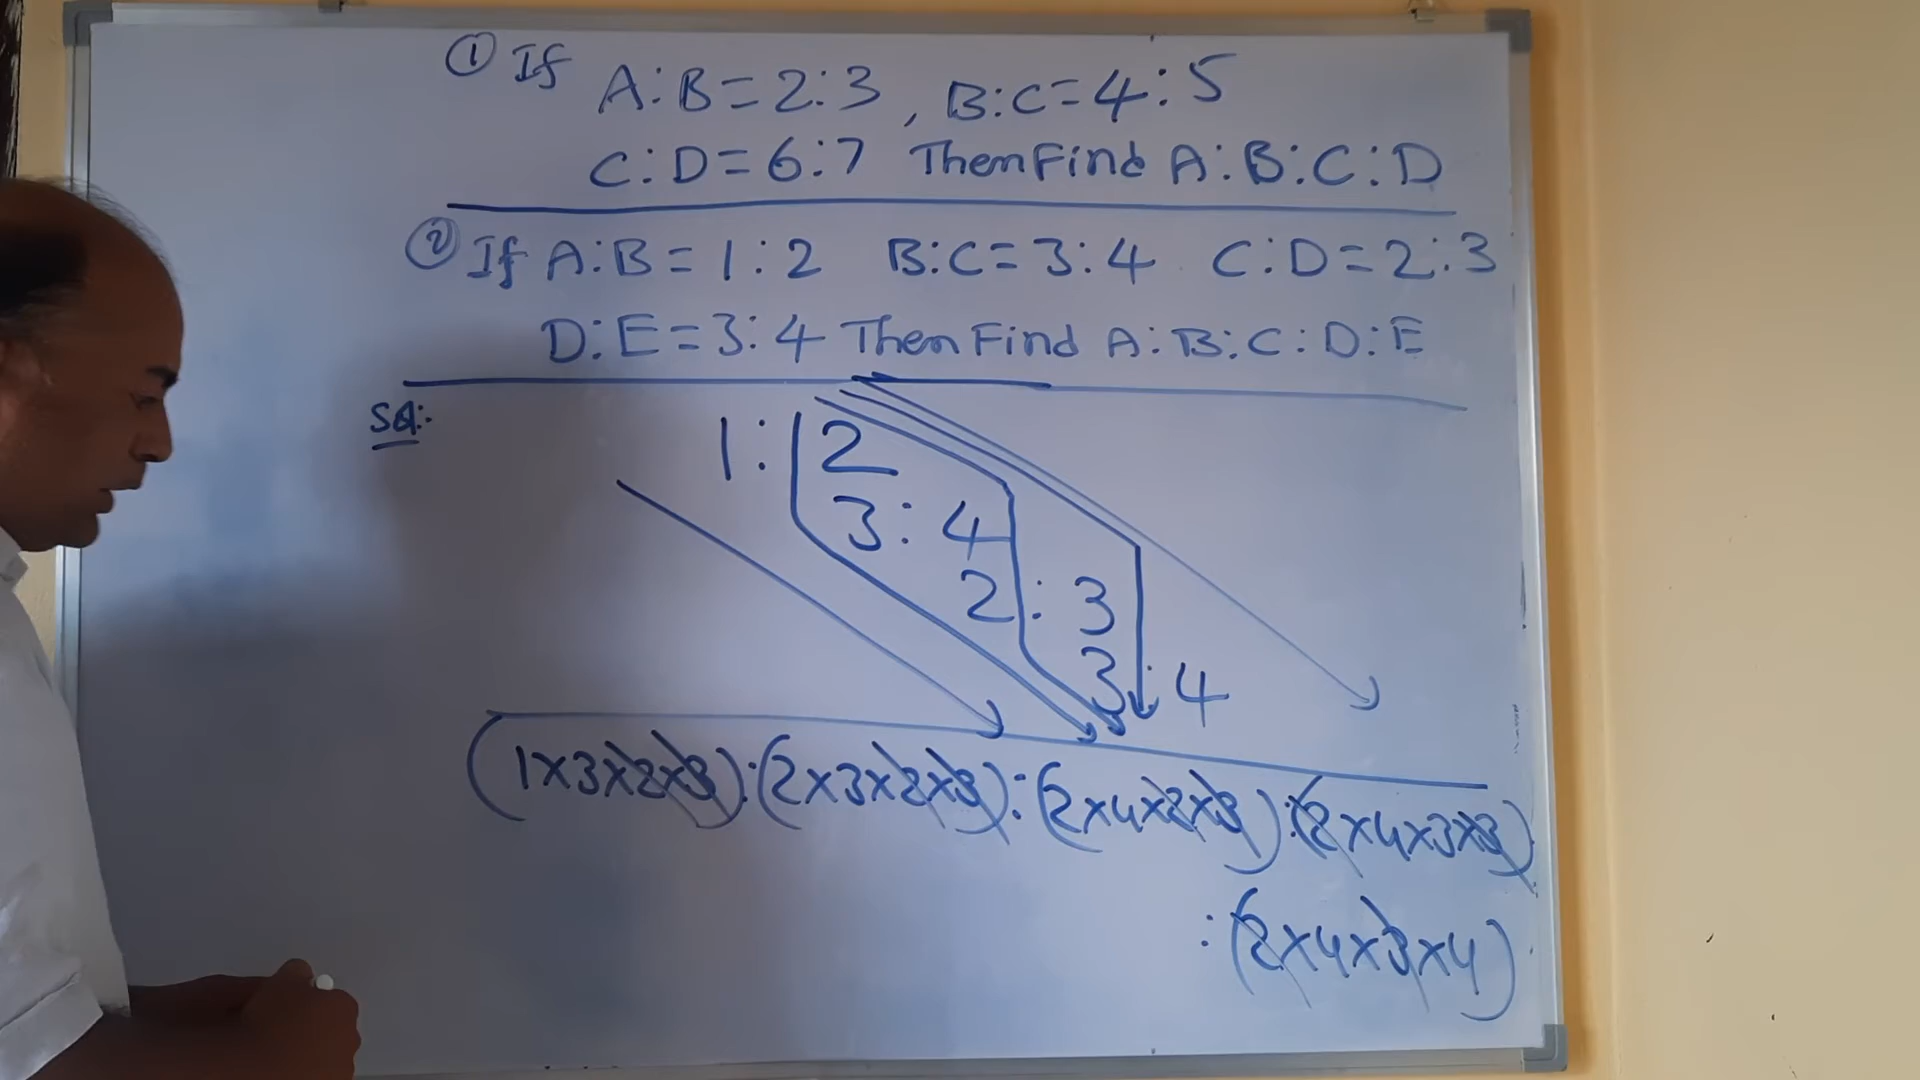 ① If A:B=2:3, B:C=4:5
C:D=6:7 Then Find A:B:C:D
② If A:B=1:2 B:C=3:4 C:D=2:3
D:E=3:4 Then Find A:B:C:D:E
Sol:-
1:2
3:4
2:3
3:4
(1x3x2x3):(2x3x2x3):(2x4x2x3):(2x4x3x3)
:(2x4x3x4)